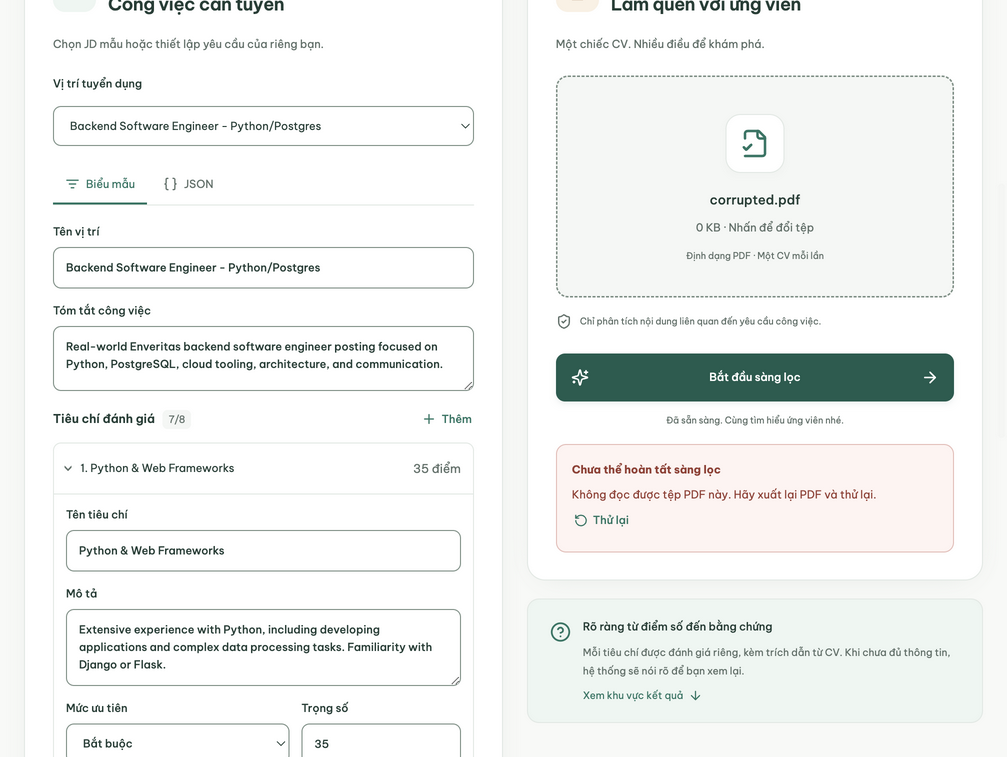 Công việc cần tuyển
Chọn JD mẫu hoặc thiết lập yêu cầu của riêng bạn.
Vị trí tuyển dụng
Backend Software Engineer - Python/Postgres
Biểu mẫu
{ } JSON
Tên vị trí
Backend Software Engineer - Python/Postgres
Tóm tắt công việc
Real-world Enveritas backend software engineer posting focused on
Python, PostgreSQL, cloud tooling, architecture, and communication.
Tiêu chí đánh giá 7/8
+ Thêm
1. Python & Web Frameworks
35 điểm
Tên tiêu chí
Python & Web Frameworks
Mô tả
Extensive experience with Python, including developing
applications and complex data processing tasks. Familiarity with
Django or Flask.
Mức ưu tiên
Trọng số
Bắt buộc
35
Làm quen với ứng viên
Một chiếc CV. Nhiều điều để khám phá.
corrupted.pdf
0 KB · Nhấn để đổi tệp
Định dạng PDF · Một CV mỗi lần
Chỉ phân tích nội dung liên quan đến yêu cầu công việc.
Bắt đầu sàng lọc
Đã sẵn sàng. Cùng tìm hiểu ứng viên nhé.
Chưa thể hoàn tất sàng lọc
Không đọc được tệp PDF này. Hãy xuất lại PDF và thử lại.
Thử lại
Rõ ràng từ điểm số đến bằng chứng
Mỗi tiêu chí được đánh giá riêng, kèm trích dẫn từ CV. Khi chưa đủ thông tin,
hệ thống sẽ nói rõ để bạn xem lại.
Xem khu vực kết quả ↓